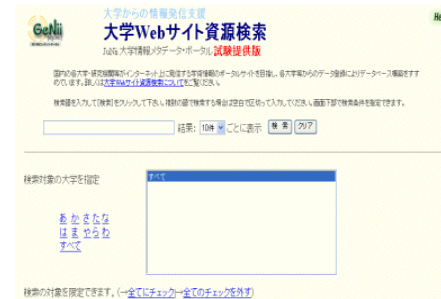 大学からの情報発信支援
GeNii
大学Webサイト資源検索
JuNii 大学情報メタデータ・ポータル 試験提供版
He
国内の各大学・研究機関等がインターネット上に発信する学術情報のポータルサイトを目指し、各大学等からのデータ登録によりデータベース構築をすす
めています。詳しくは大学Webサイト資源検索についてをご覧ください。
検索語を入力して[検索]をクリックして下さい。複数の語で検索する場合は空白で区切って入力してください。画面下部で検索条件を指定できます。
結果: 10件 ごとに表示 検 索 クリア
検索対象の大学を指定
すべて
あ か さ た な
は ま や ら わ
すべて
検索の対象を限定できます。(→全てにチェック|→全てのチェックを外す)